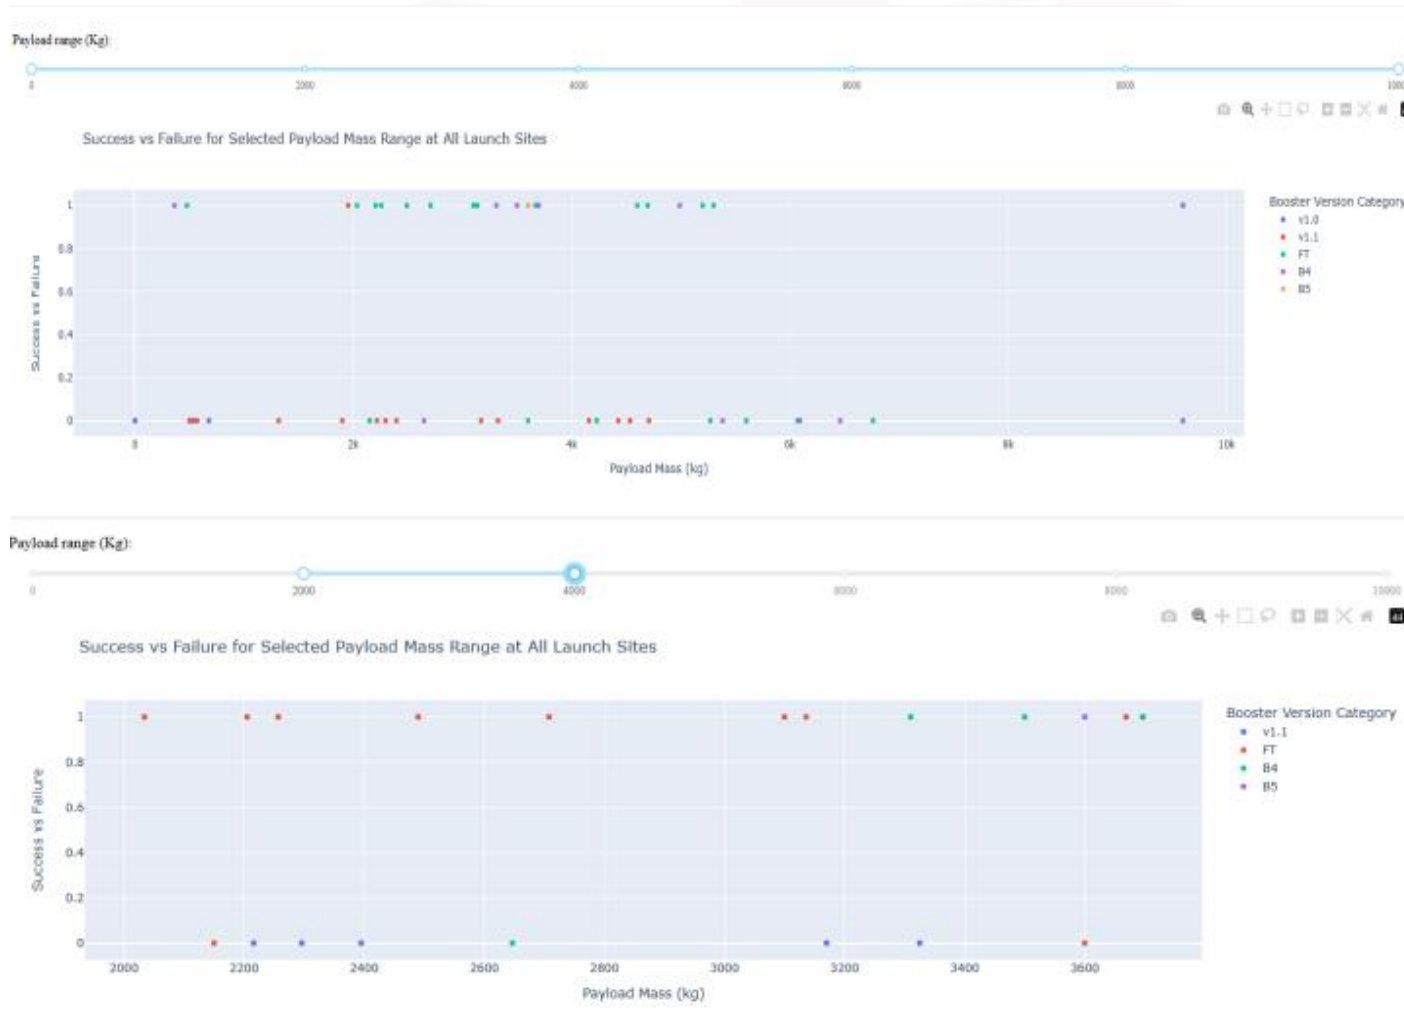 Payload range (Kg):
0 2000 4000 6000 8000 1000
Success vs Failure for Selected Payload Mass Range at All Launch Sites
Booster Version Category
v1.0
v1.1
FT
B4
B5
Success vs Failure
1
0.8
0.6
0.4
0.2
0
0 2k 4k 6k 8k 10k
Payload Mass (kg)
Payload range (Kg):
0 2000 4000 6000 8000 10000
Success vs Failure for Selected Payload Mass Range at All Launch Sites
Booster Version Category
v1.1
FT
B4
B5
Success vs Failure
1
0.8
0.6
0.4
0.2
0
2000 2200 2400 2600 2800 3000 3200 3400 3600
Payload Mass (kg)